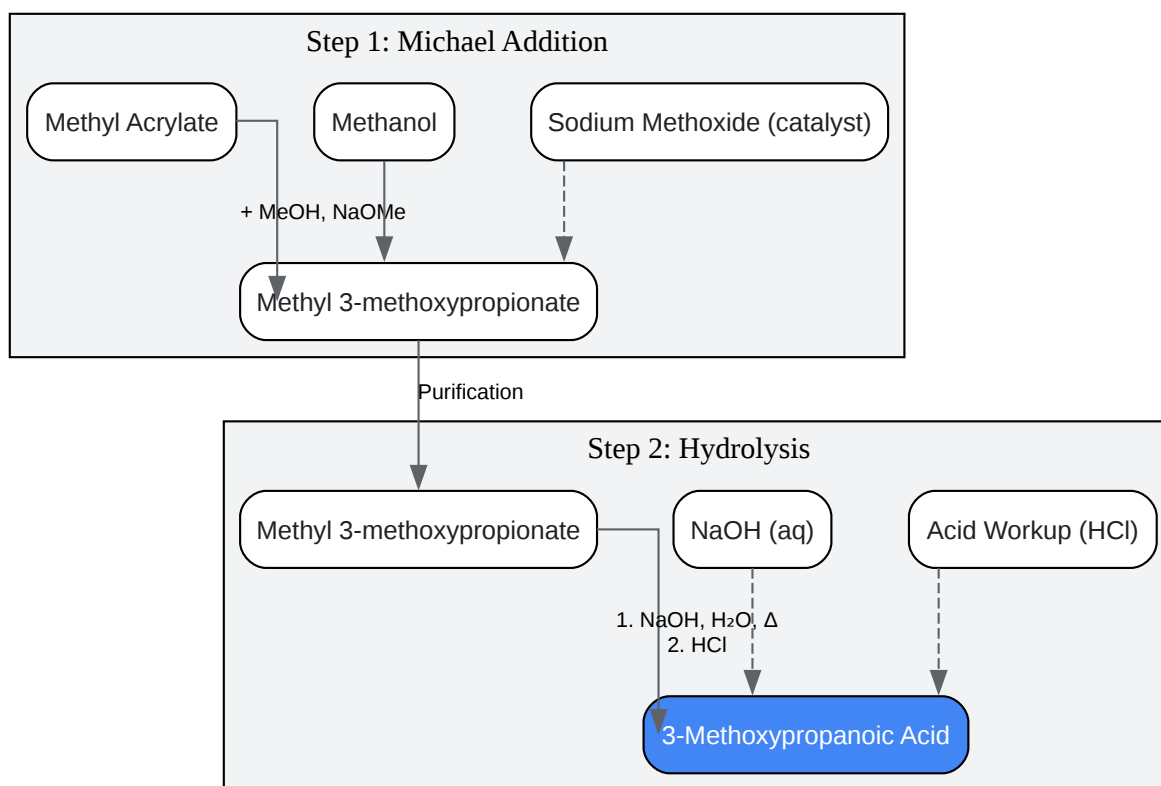 Step 1: Michael Addition
Methyl Acrylate
Methanol
Sodium Methoxide (catalyst)
+ MeOH, NaOMe
Methyl 3-methoxypropionate
Purification
Step 2: Hydrolysis
Methyl 3-methoxypropionate
NaOH (aq)
Acid Workup (HCl)
1. NaOH, H₂O, Δ
2. HCl
3-Methoxypropanoic Acid